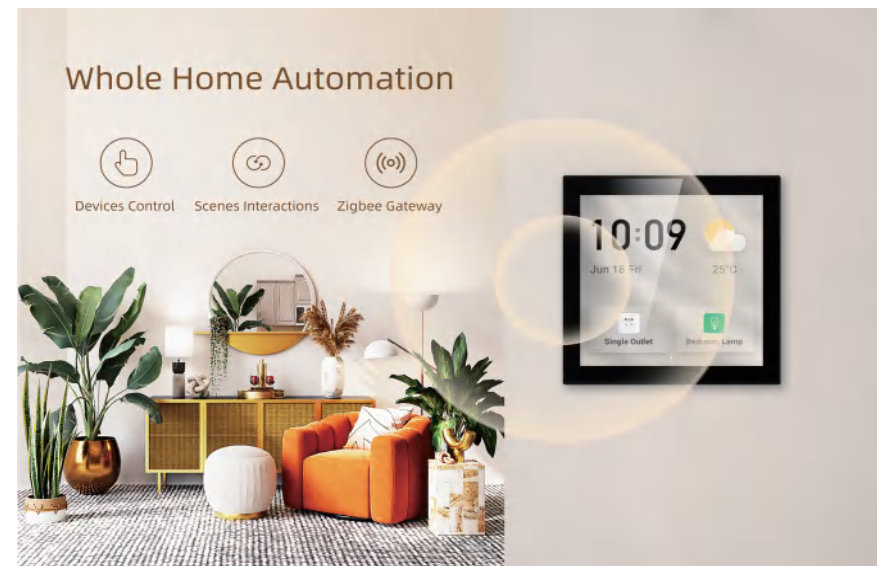 Whole Home Automation
Devices Control
Scenes Interactions
Zigbee Gateway
10:09
Jun 18 Fri
25°C
Single Outlet
Bedroom Lamp